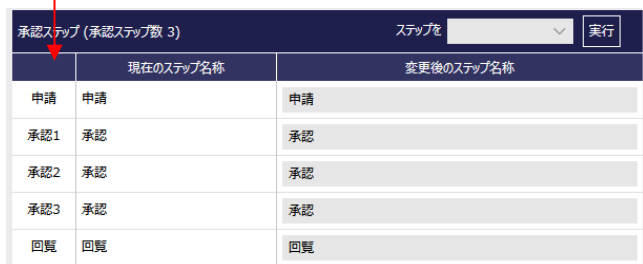 承認ステップ (承認ステップ数 3) ステップを 実行
現在のステップ名称 変更後のステップ名称
申請 申請 申請
承認1 承認 承認
承認2 承認 承認
承認3 承認 承認
回覧 回覧 回覧